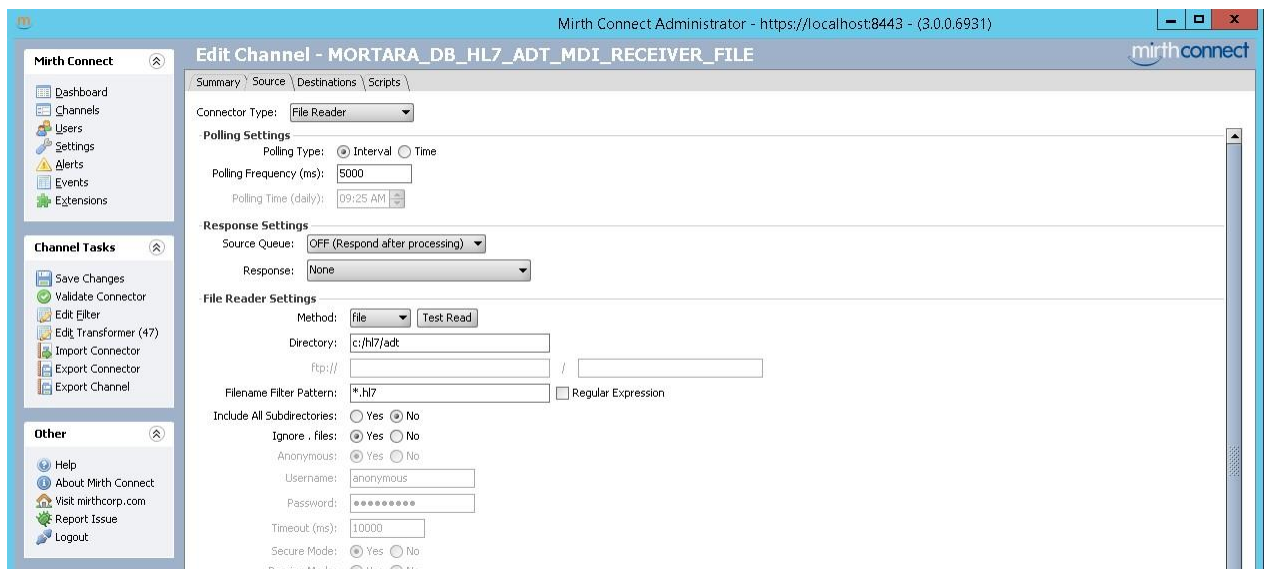 Mirth Connect Administrator - https://localhost:8443 - (3.0.0.6931)
Mirth Connect
Dashboard
Channels
Users
Settings
Alerts
Events
Extensions
Channel Tasks
Save Changes
Validate Connector
Edit Filter
Edit Transformer (47)
Import Connector
Export Connector
Export Channel
Other
Help
About Mirth Connect
Visit mirthcorp.com
Report Issue
Logout
Edit Channel - MORTARA_DB_HL7_ADT_MDI_RECEIVER_FILE
mirthconnect
Summary Source Destinations Scripts
Connector Type: File Reader
Polling Settings
Polling Type: Interval Time
Polling Frequency (ms): 5000
Polling Time (daily): 09:25 AM
Response Settings
Source Queue: OFF (Respond after processing)
Response: None
File Reader Settings
Method: file Test Read
Directory: c:/hl7/adt
ftp:// /
Filename Filter Pattern: *.hl7 Regular Expression
Include All Subdirectories: Yes No
Ignore . files: Yes No
Anonymous: Yes No
Username: anonymous
Password:
Timeout (ms): 10000
Secure Mode: Yes No